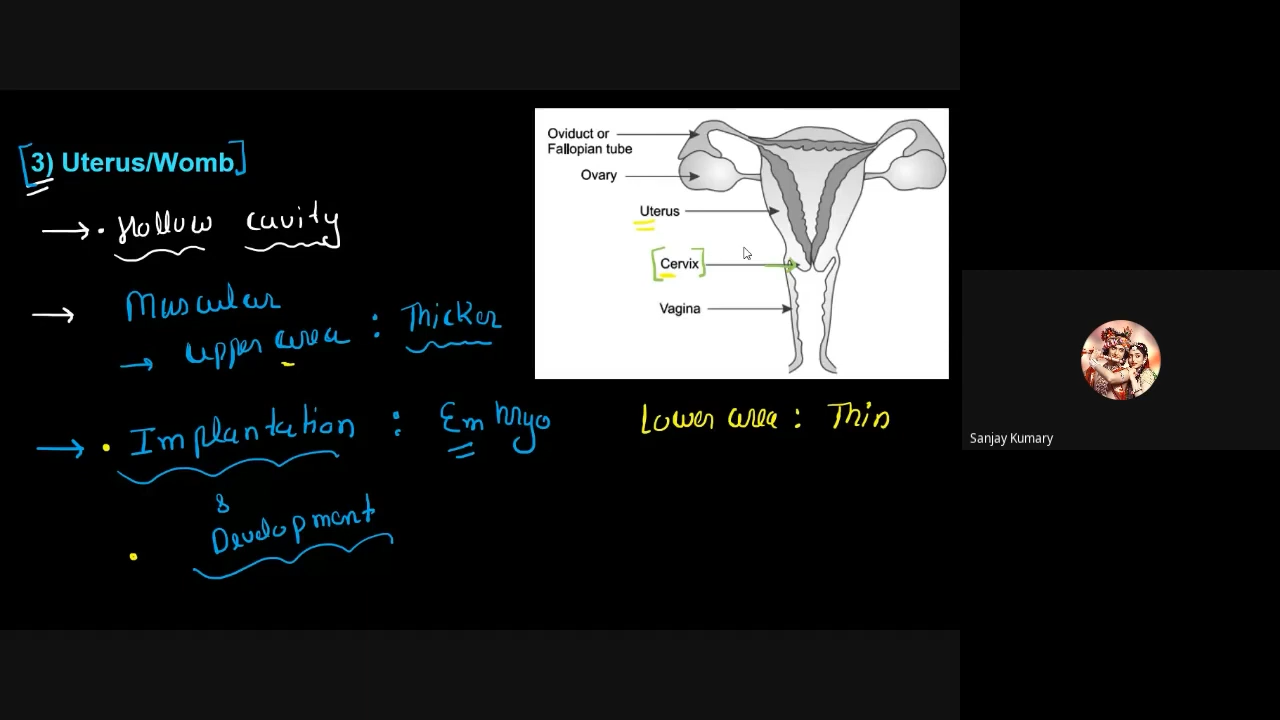 3) Uterus/Womb
→ • Hollow cavity
→ Muscular
→ Upper area : Thicker
→ • Implantation : Embryo
&
• Development
Oviduct or
Fallopian tube
Ovary
Uterus
[Cervix]
Vagina
Lower area : Thin
Sanjay Kumary